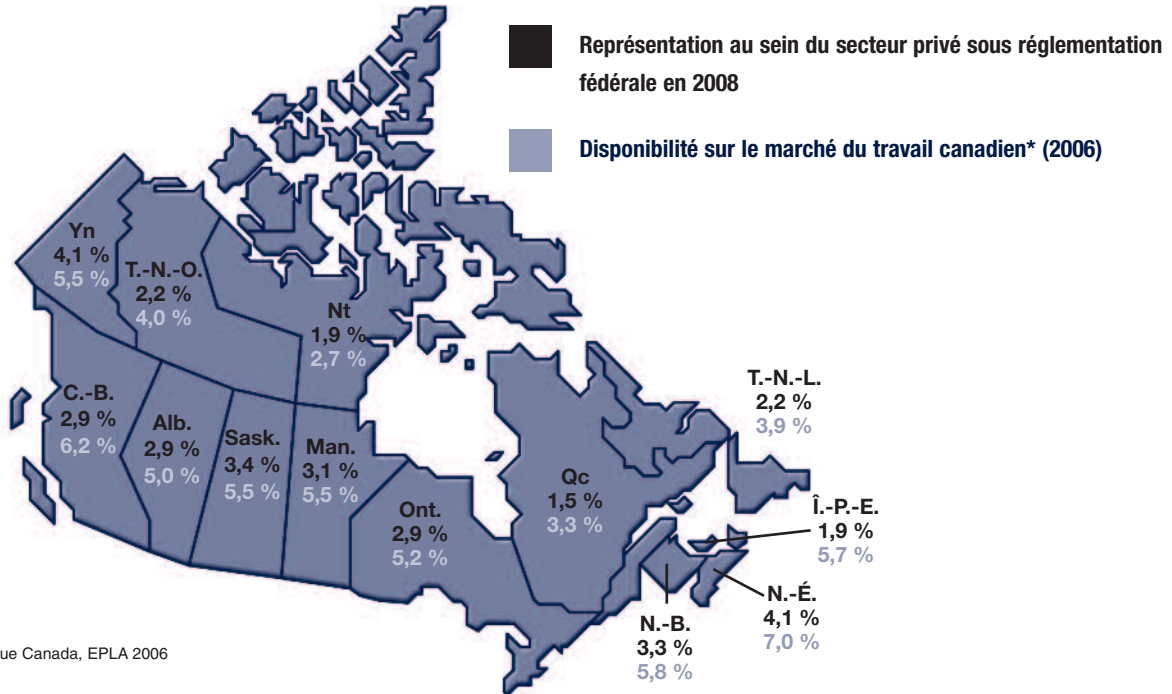 Représentation au sein du secteur privé sous réglementation
fédérale en 2008
Disponibilité sur le marché du travail canadien* (2006)
Yn
4,1 %
5,5 %
T.-N.-O.
2,2 %
4,0 %
Nt
1,9 %
2,7 %
C.-B.
2,9 %
6,2 %
Alb.
2,9 %
5,0 %
Sask.
3,4 %
5,5 %
Man.
3,1 %
5,5 %
Ont.
2,9 %
5,2 %
Qc
1,5 %
3,3 %
T.-N.-L.
2,2 %
3,9 %
Î.-P.-E.
1,9 %
5,7 %
N.-É.
4,1 %
7,0 %
N.-B.
3,3 %
5,8 %
ue Canada, EPLA 2006